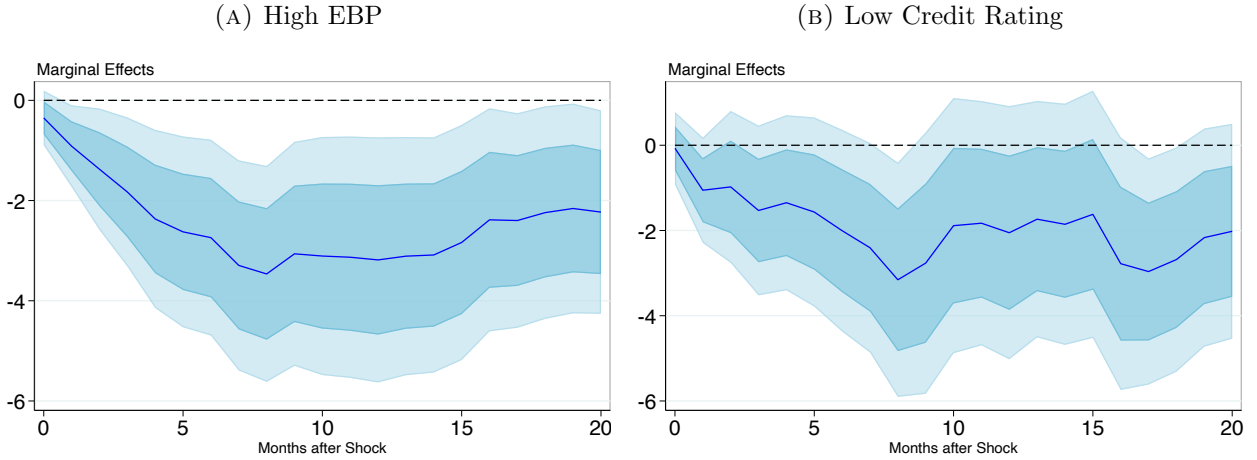 (A) High EBP
Marginal Effects
0
-2
-4
-6
0 5 10 15 20
Months after Shock
(B) Low Credit Rating
Marginal Effects
0
-2
-4
-6
0 5 10 15 20
Months after Shock